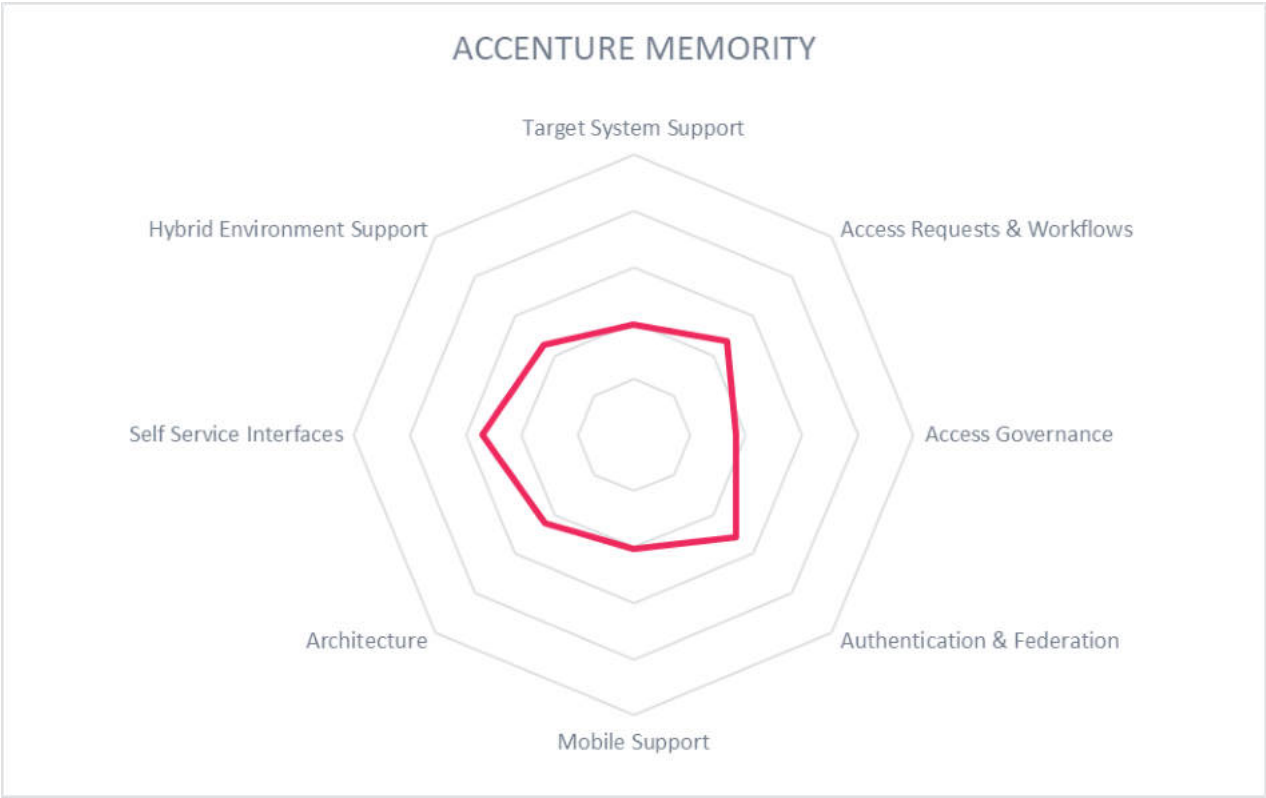 ACCENTURE MEMORITY
Target System Support
Hybrid Environment Support
Access Requests & Workflows
Self Service Interfaces
Access Governance
Architecture
Authentication & Federation
Mobile Support